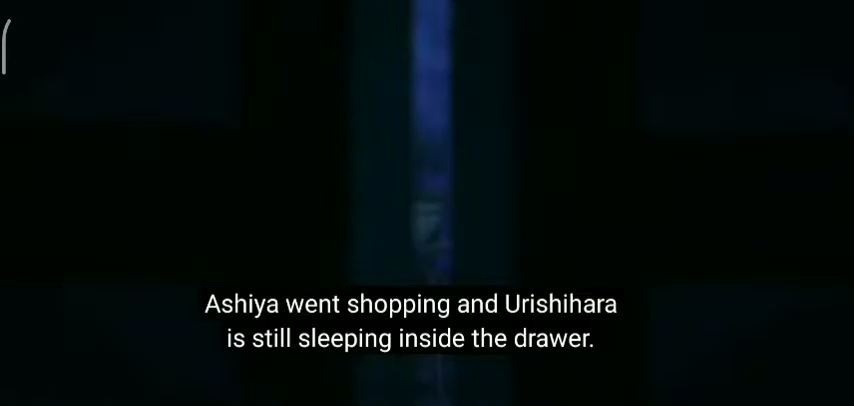 Ashiya went shopping and Urishihara
is still sleeping inside the drawer.